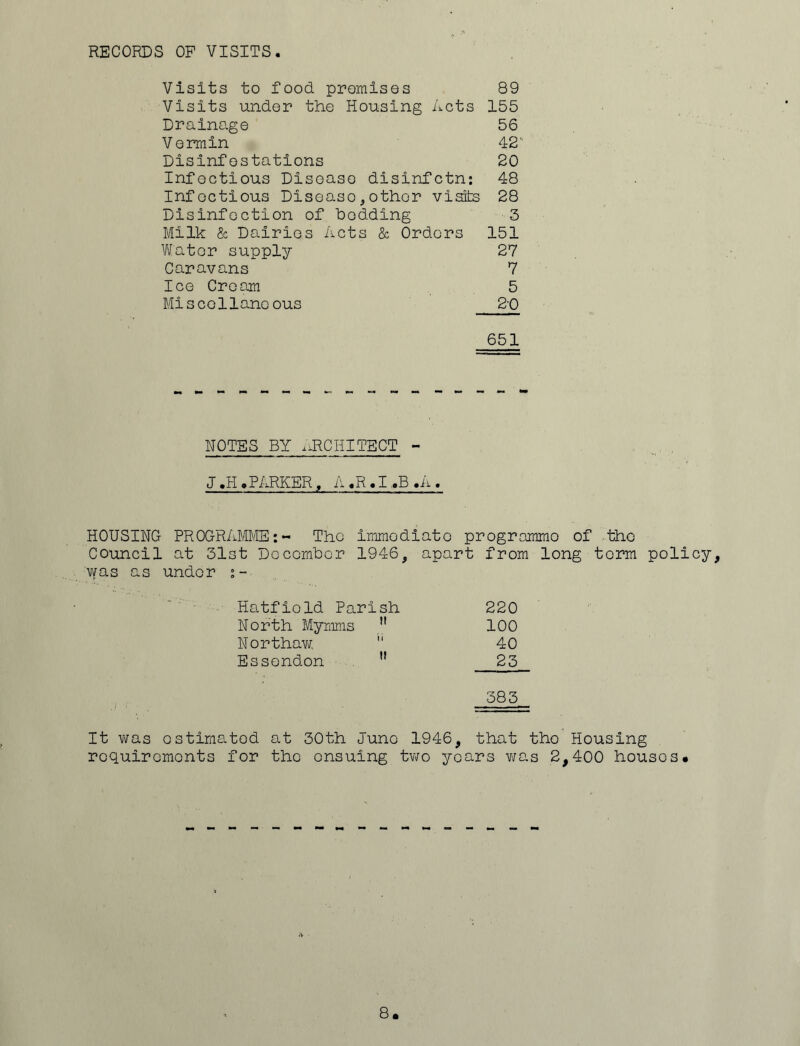 RECORDS OF VISITS.
Visits to food premises 89
Visits under the Housing Acts 155
Drainage 56
Vermin 42
Disinfestations 20
Infectious Disease disinfctn: 48
Infectious Disease,other visits 28
Disinfection of bedding 3
Milk & Dairies Acts & Orders 151
Water supply 27
Caravans 7
Ice Cream 5
Miscellaneous 20
651
NOTES BY ARCHITECT -
J.H.PARKER, A.R.I.B.A.
HOUSING PROGRAMME:- The immediate programme of the
Council at 31st December 1946, apart from long term policy,
was as under :-
Hatfield Parish 220
North Mymms " 100
Northaw " 40
Essendon " 23
383
It was estimated at 30th June 1946, that the Housing
requirements for the ensuing two years was 2,400 houses.
8.